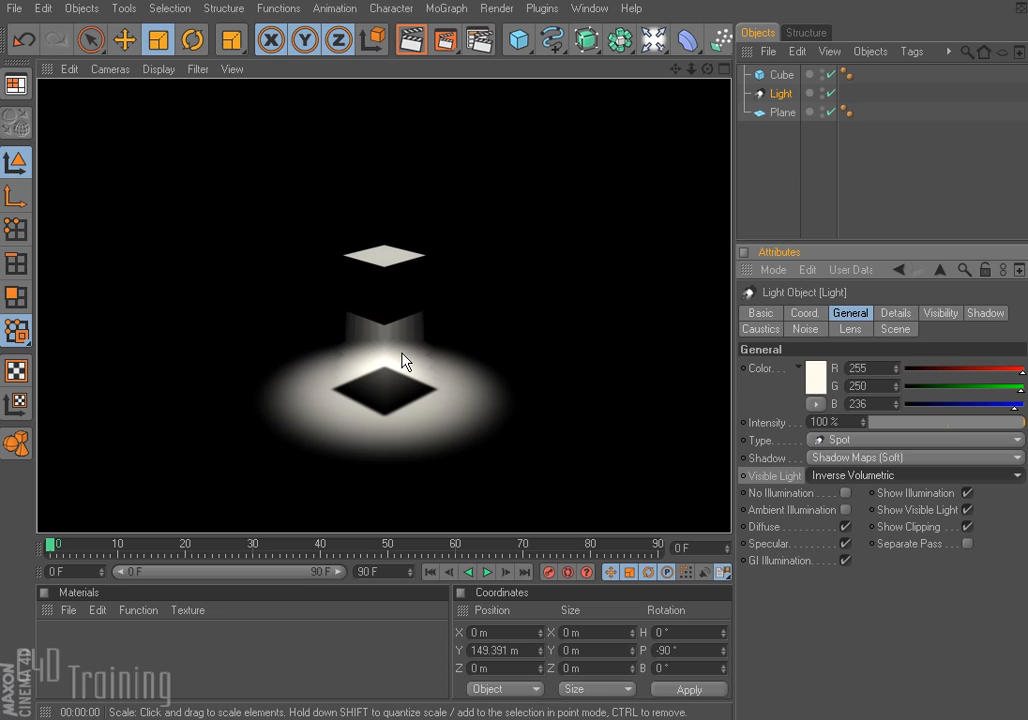 File Edit Objects Tools Selection Structure Functions Animation Character MoGraph Render Plugins Window Help
X Y Z
Objects Structure
Edit Cameras Display Filter View
File Edit View Objects Tags
Cube
Light
Plane
Attributes
Mode Edit User Data
Light Object [Light]
Basic Coord. General Details Visibility Shadow
Caustics Noise Lens Scene
General
Color. . . R 255
G 250
B 236
Intensity . . 100 %
Type. . . . Spot
Shadow . . Shadow Maps (Soft)
Visible Light Inverse Volumetric
No Illumination . . . . Show Illumination
Ambient Illumination Show Visible Light
Diffuse . . . . . . . . . Show Clipping . .
Specular. . . . . . . . Separate Pass . .
GI Illumination. . . . .
0 10 20 30 40 50 60 70 80 90 0 F
0 F 0 F 90 F 90 F
Materials
File Edit Function Texture
Coordinates
Position Size Rotation
X 0 m X 0 m H 0 °
Y 149.391 m Y 0 m P -90 °
Z 0 m Z 0 m B 0 °
Object Size Apply
MAXON CINEMA 4D
4D Training
00:00:00 Scale: Click and drag to scale elements. Hold down SHIFT to quantize scale / add to the selection in point mode, CTRL to remove.